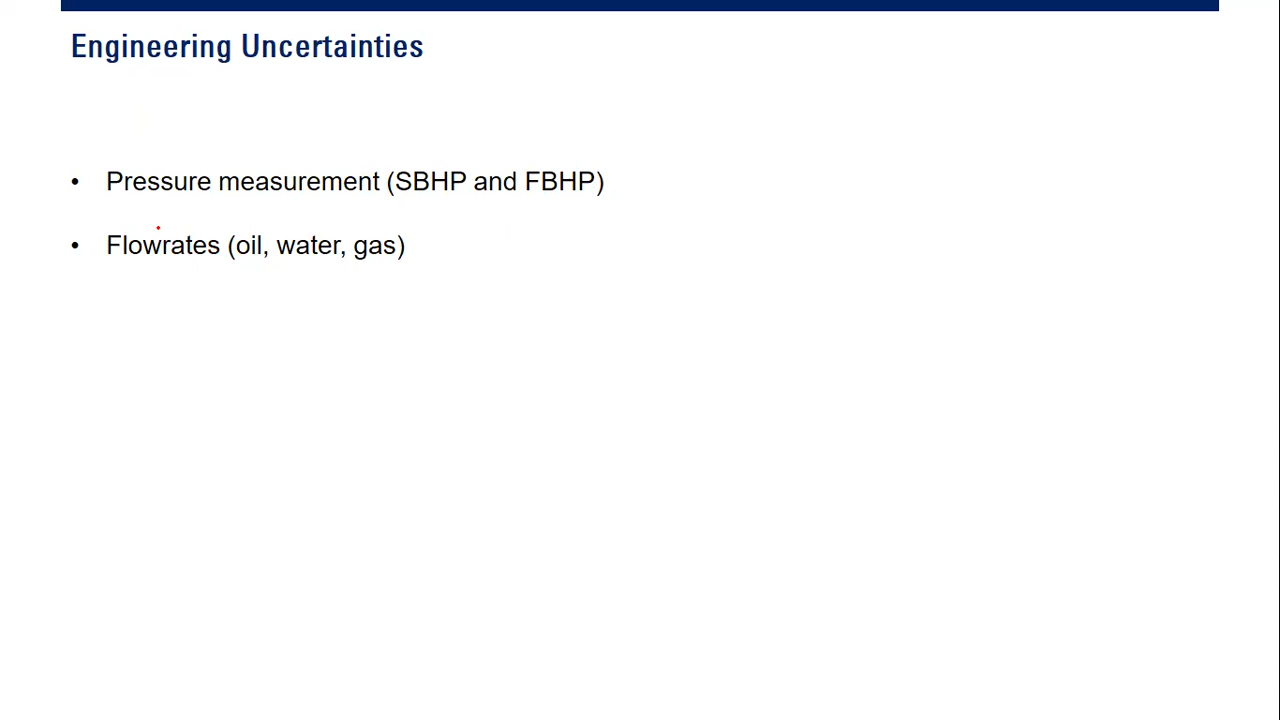 Engineering Uncertainties
• Pressure measurement (SBHP and FBHP)
• Flowrates (oil, water, gas)